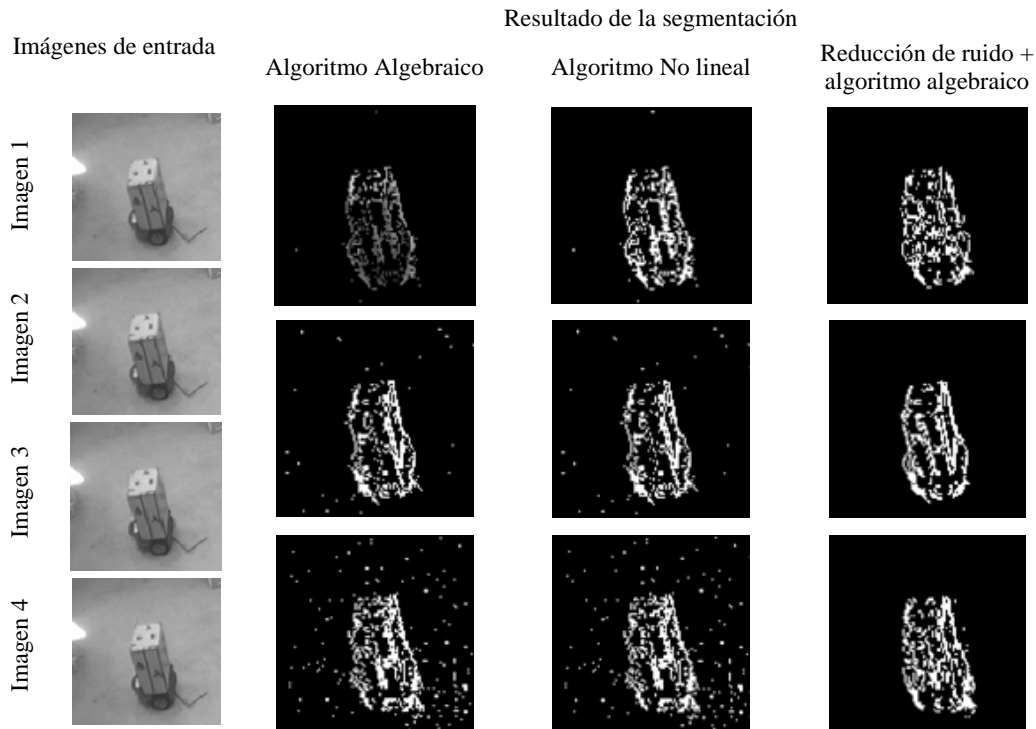 Resultado de la segmentación
Imágenes de entrada
Algoritmo Algebraico
Algoritmo No lineal
Reducción de ruido +
algoritmo algebraico
Imagen 1
Imagen 2
Imagen 3
Imagen 4